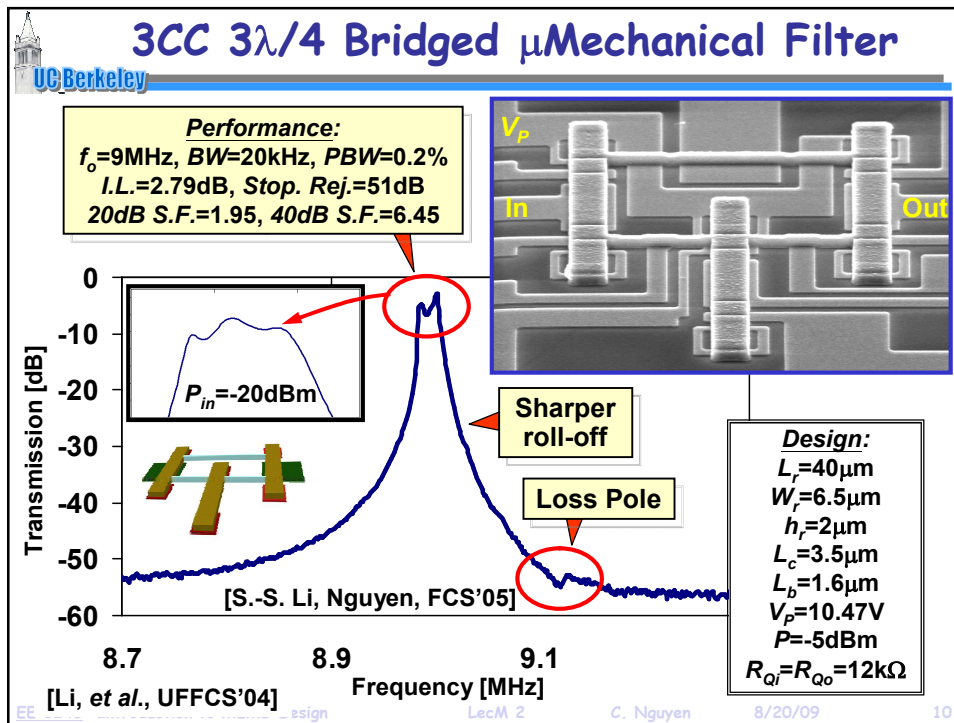 3CC 3λ/4 Bridged μMechanical Filter
UC Berkeley
Performance:
fo=9MHz, BW=20kHz, PBW=0.2%
I.L.=2.79dB, Stop. Rej.=51dB
20dB S.F.=1.95, 40dB S.F.=6.45
VP
In
Out
0
-10
-20
-30
-40
-50
-60
Transmission [dB]
Pin=-20dBm
Sharper
roll-off
Loss Pole
[S.-S. Li, Nguyen, FCS'05]
Design:
Lr=40μm
Wr=6.5μm
hr=2μm
Lc=3.5μm
Lb=1.6μm
VP=10.47V
P=-5dBm
RQi=RQo=12kΩ
8.7
8.9
9.1
Frequency [MHz]
[Li, et al., UFFCS'04]
Design
LecM 2
C. Nguyen
8/20/09
10